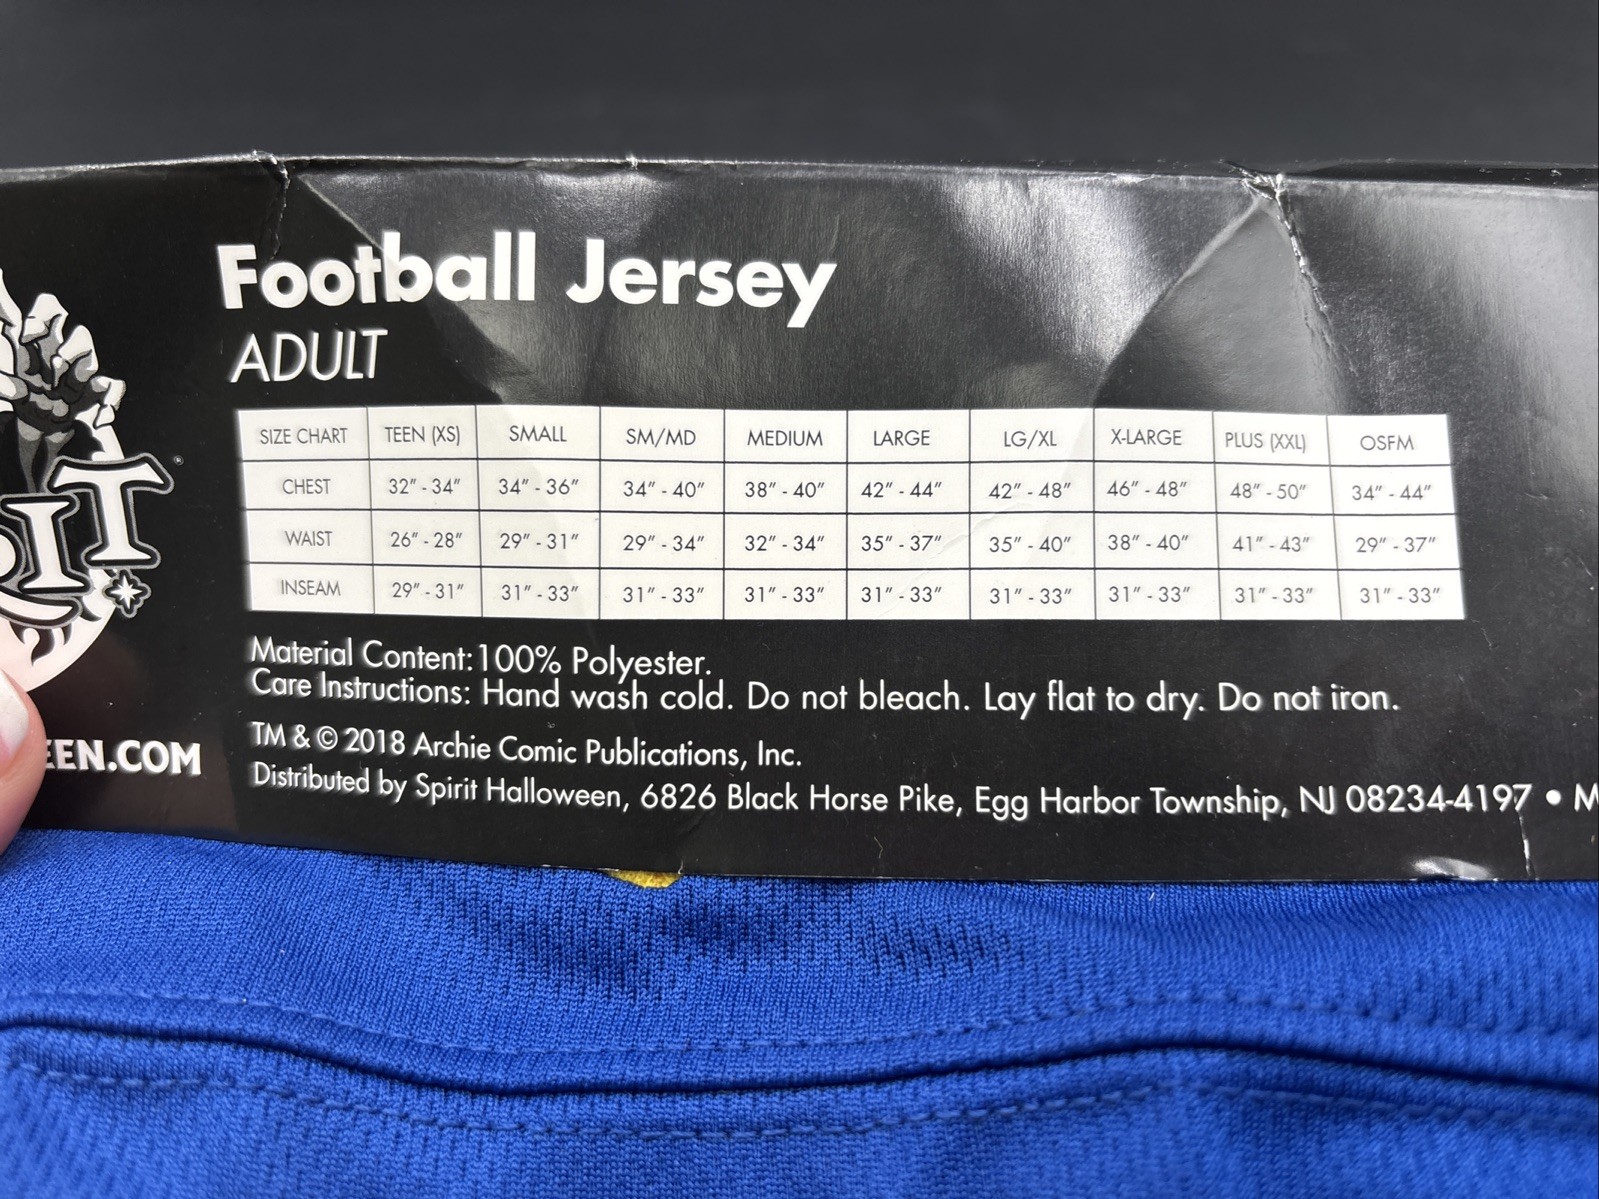 Football Jersey
ADULT
SIZE CHART TEEN (XS) SMALL SM/MD MEDIUM LARGE LG/XL X-LARGE PLUS (XXL) OSFM
CHEST 32" - 34" 34" - 36" 34" - 40" 38" - 40" 42" - 44" 42" - 48" 46" - 48" 48" - 50" 34" - 44"
WAIST 26" - 28" 29" - 31" 29" - 34" 32" - 34" 35" - 37" 35" - 40" 38" - 40" 41" - 43" 29" - 37"
INSEAM 29" - 31" 31" - 33" 31" - 33" 31" - 33" 31" - 33" 31" - 33" 31" - 33" 31" - 33" 31" - 33"
Material Content: 100% Polyester.
Care Instructions: Hand wash cold. Do not bleach. Lay flat to dry. Do not iron.
TM & © 2018 Archie Comic Publications, Inc.
Distributed by Spirit Halloween, 6826 Black Horse Pike, Egg Harbor Township, NJ 08234-4197 • M
IT®
EEN.COM